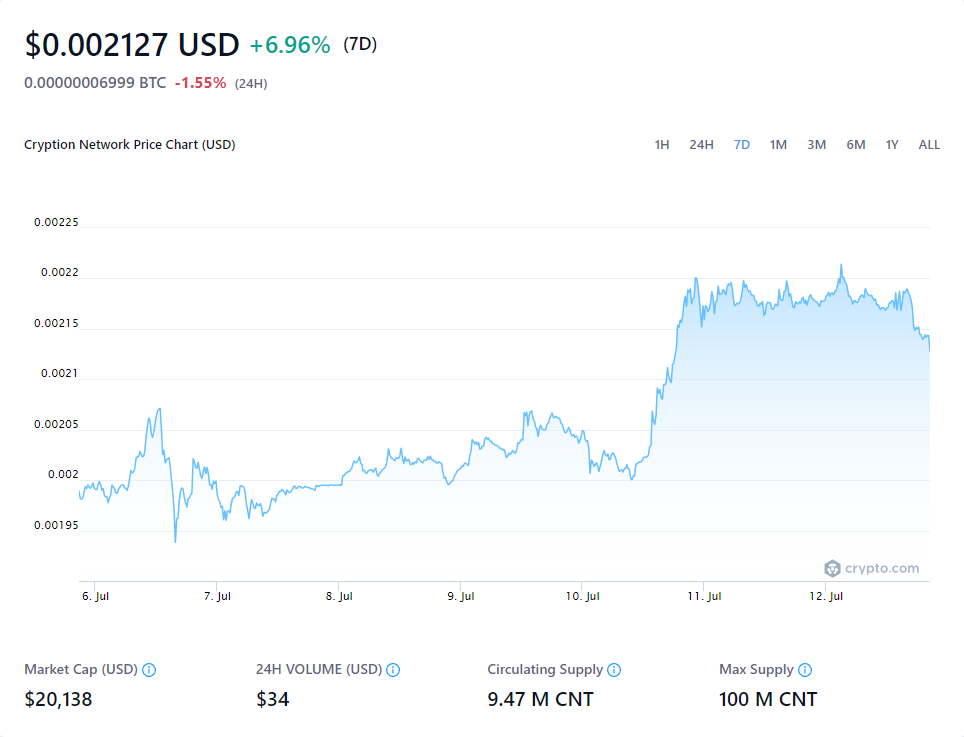 $0.002127 USD +6.96% (7D)
0.00000006999 BTC -1.55% (24H)
Cryption Network Price Chart (USD) 1H 24H 7D 1M 3M 6M 1Y ALL
0.00225
0.0022
0.00215
0.0021
0.00205
0.002
0.00195
crypto.com
6. Jul 7. Jul 8. Jul 9. Jul 10. Jul 11. Jul 12. Jul
Market Cap (USD) 24H VOLUME (USD) Circulating Supply Max Supply
$20,138 $34 9.47 M CNT 100 M CNT